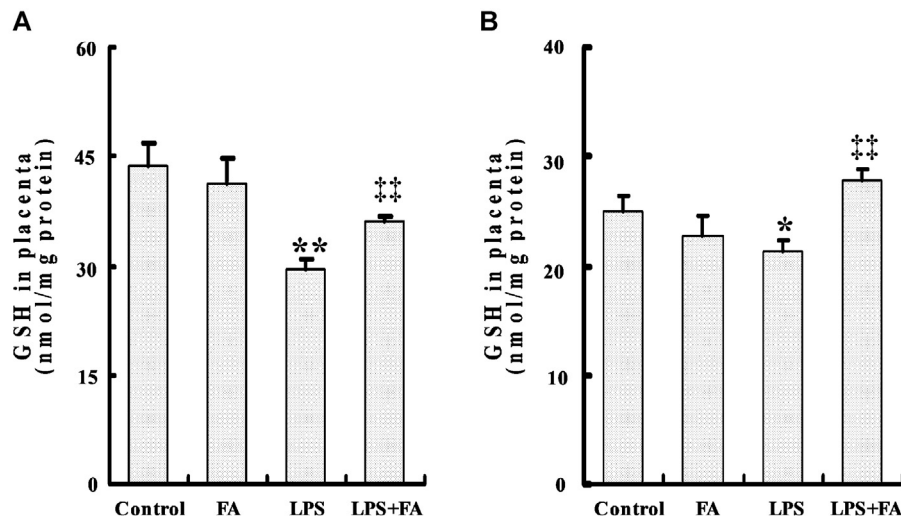 A
GSH in placenta
(nmol/mg protein)
60
45
30
15
0
**
‡‡
Control FA LPS LPS+FA
B
GSH in placenta
(nmol/mg protein)
40
30
20
10
0
*
‡‡
Control FA LPS LPS+FA